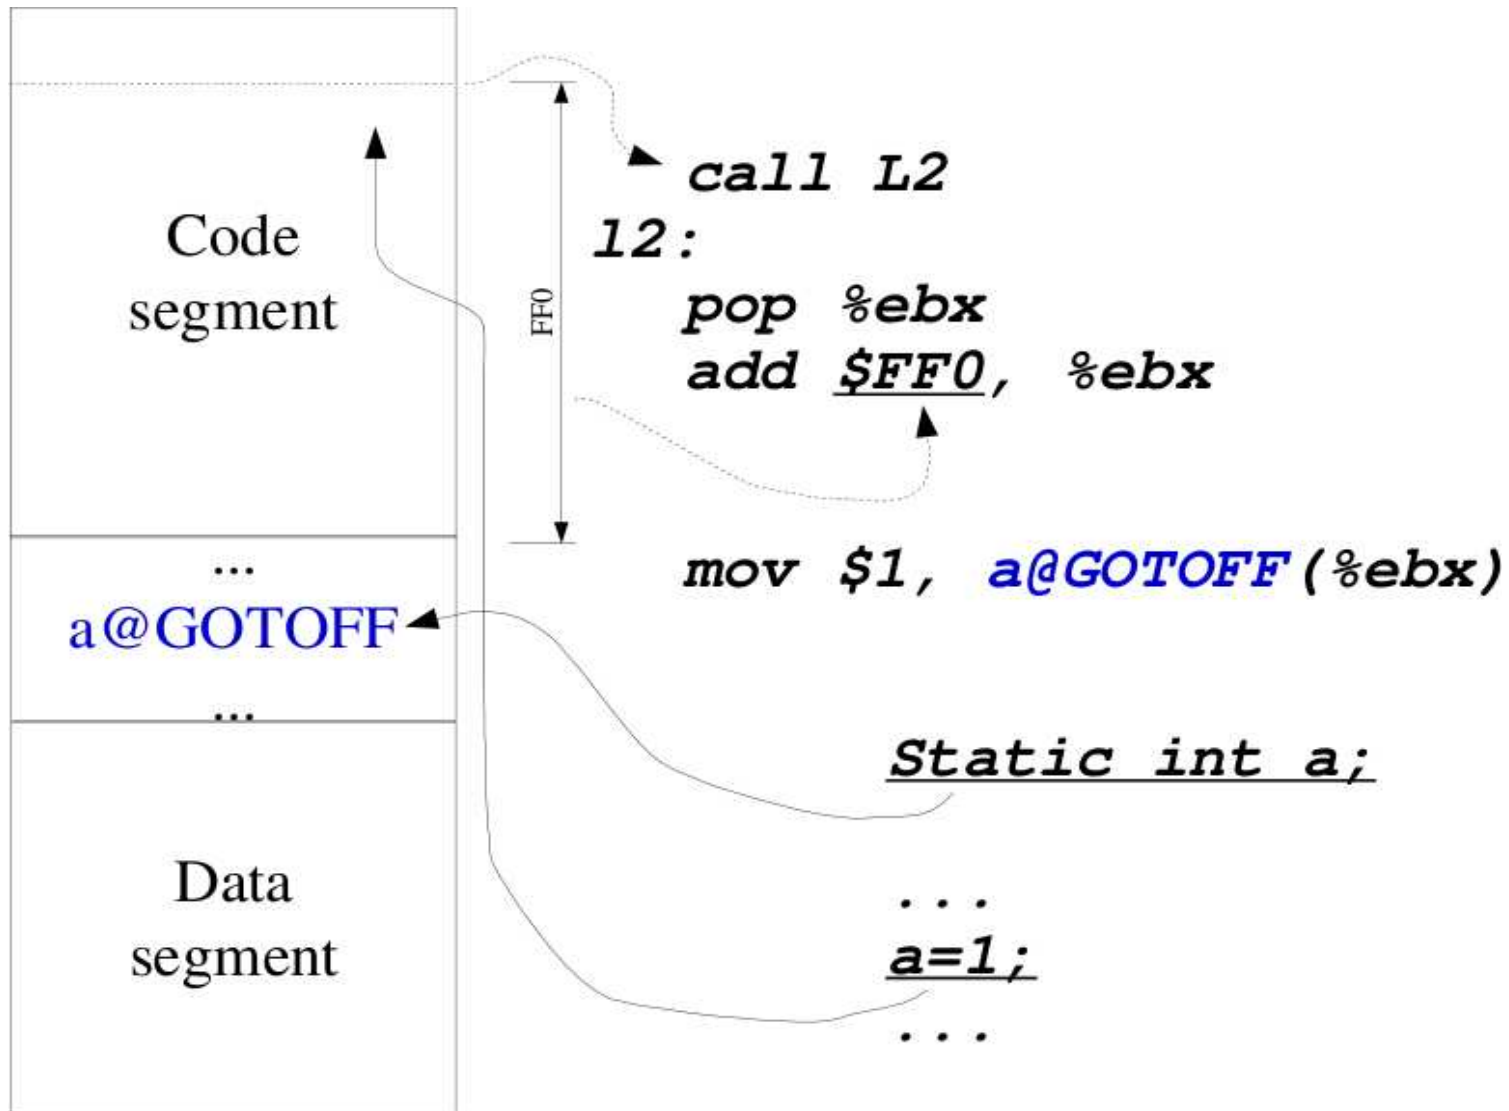 Code
segment
...
a@GOTOFF
...
Data
segment
FF0
call L2
l2:
pop %ebx
add $FF0, %ebx
mov $1, a@GOTOFF(%ebx)
Static int a;
...
a=1;
...